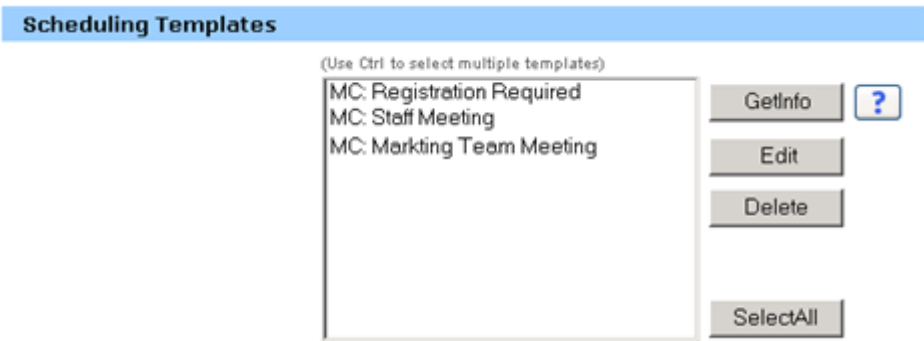 Scheduling Templates
(Use Ctrl to select multiple templates)
MC: Registration Required
MC: Staff Meeting
MC: Markting Team Meeting
GetInfo
?
Edit
Delete
SelectAll